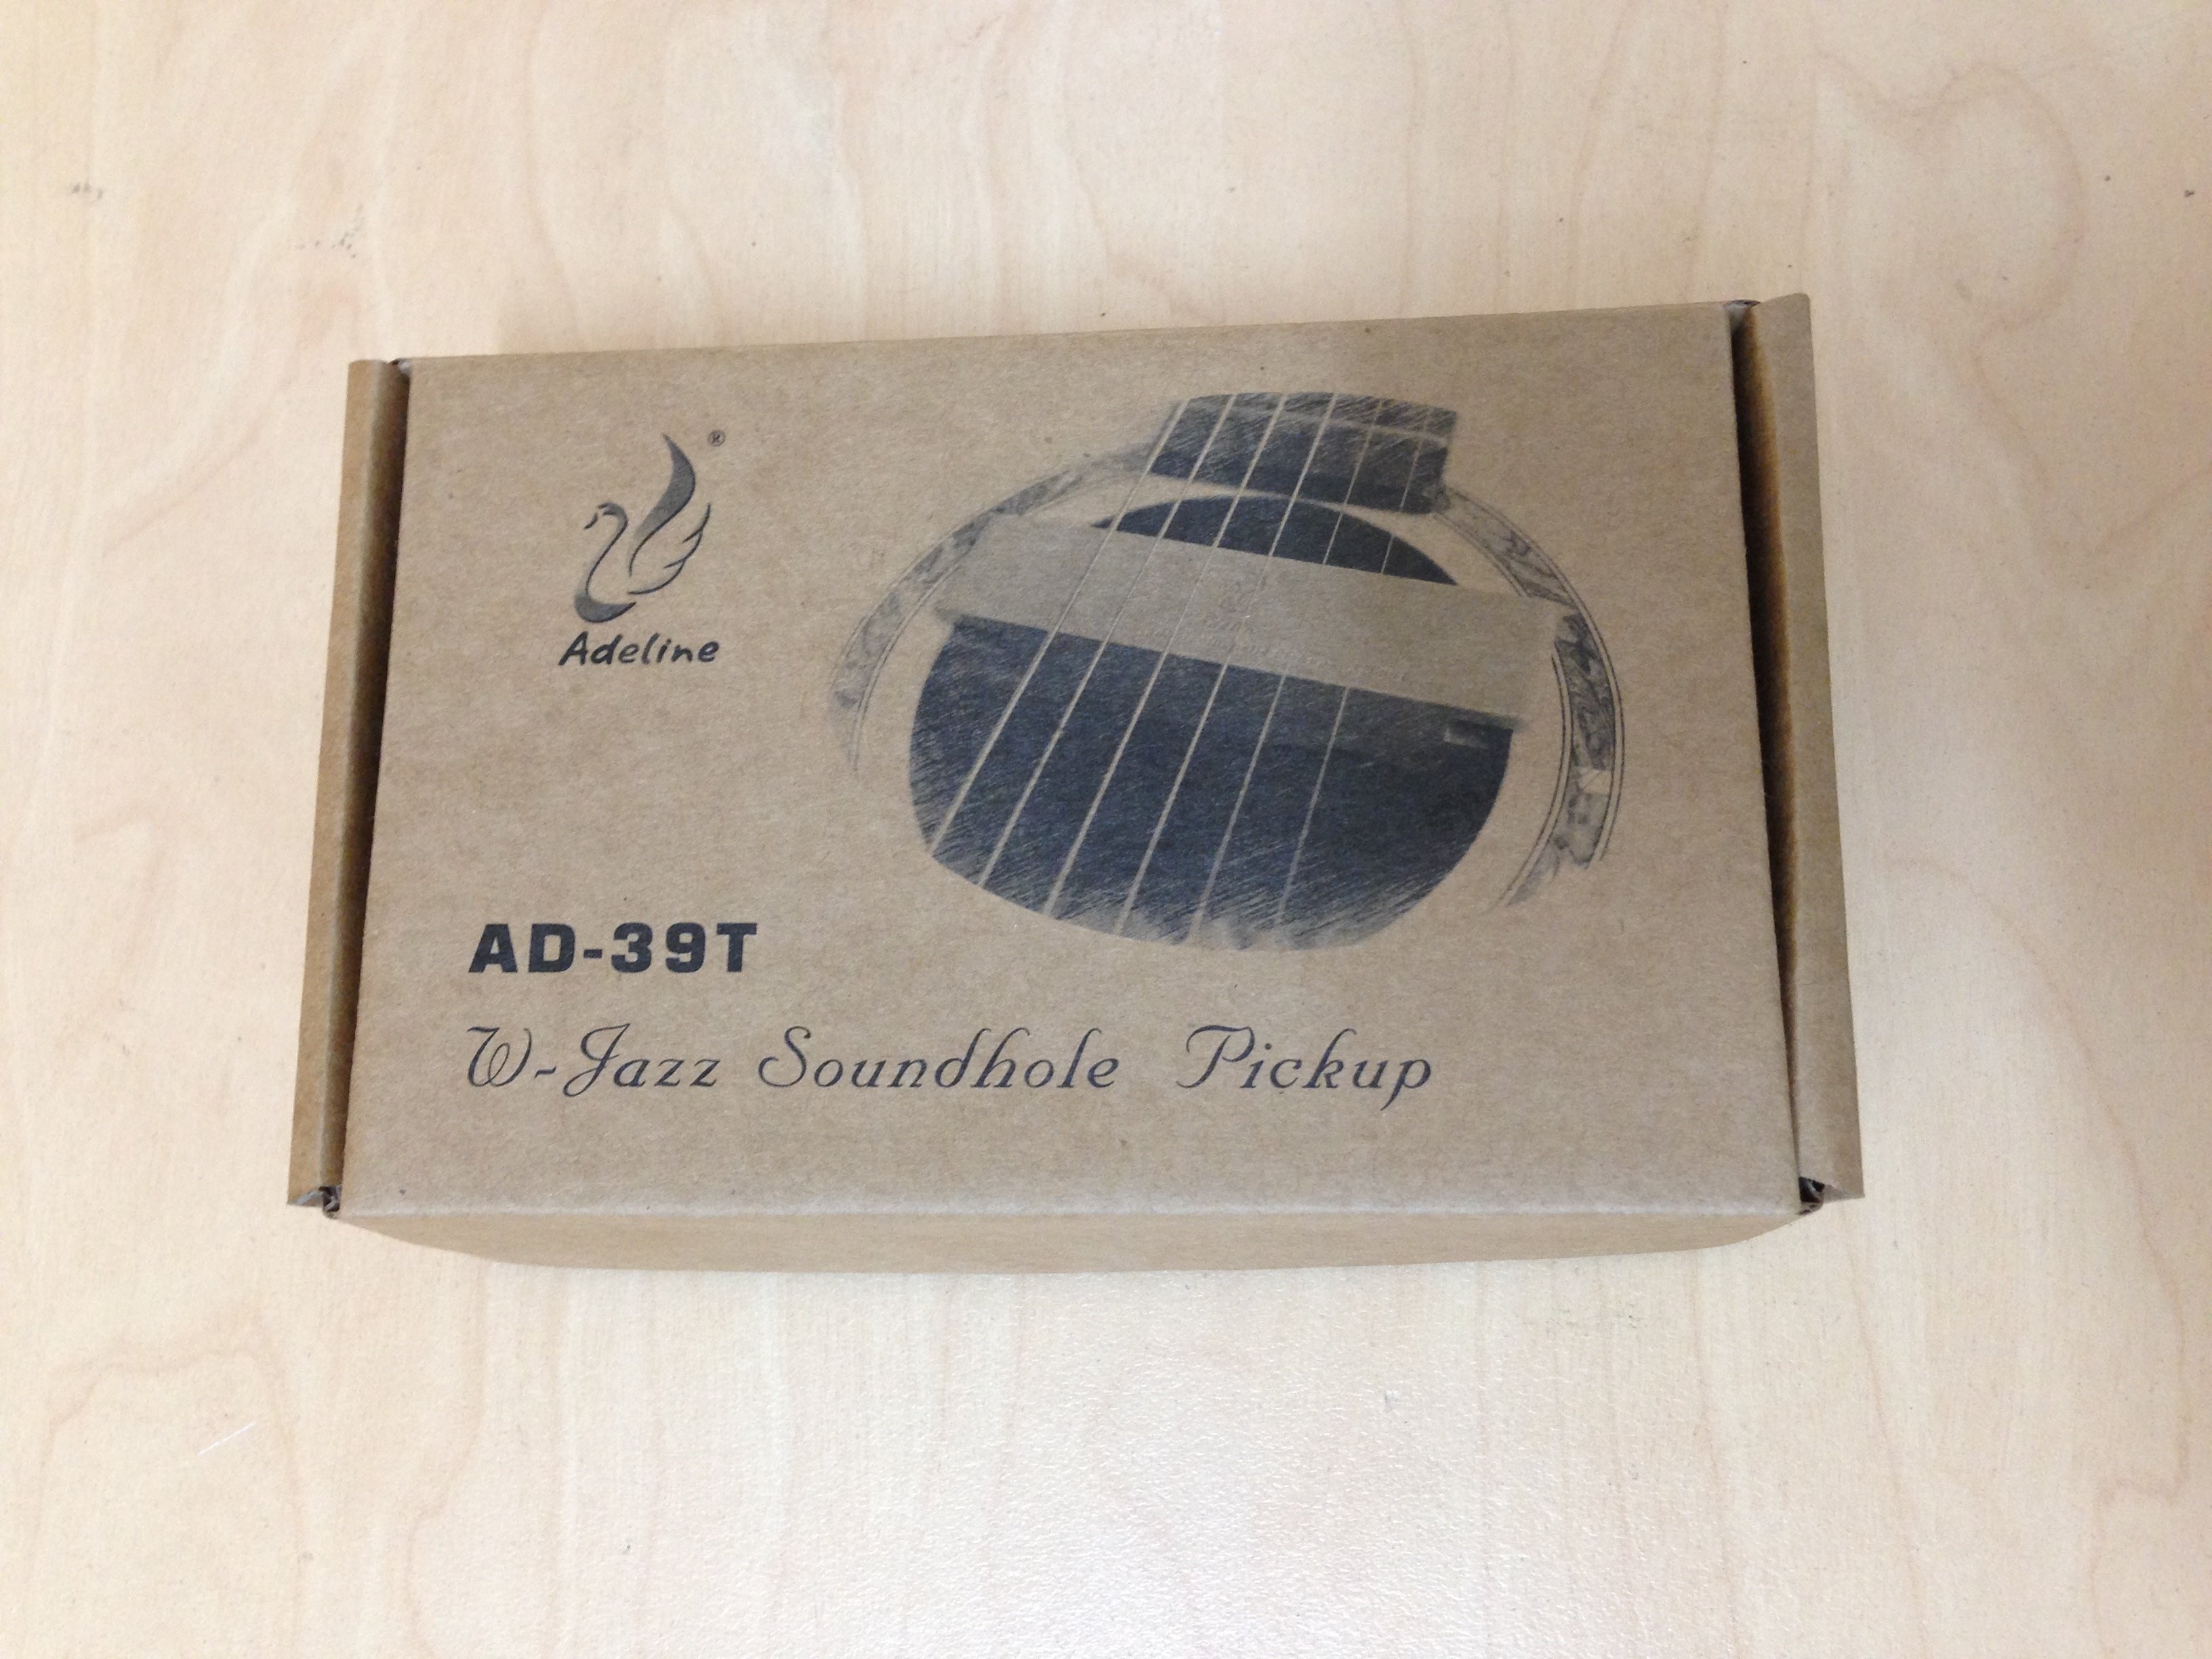 ®
Adeline
AD-39T
W-Jazz Soundhole Pickup